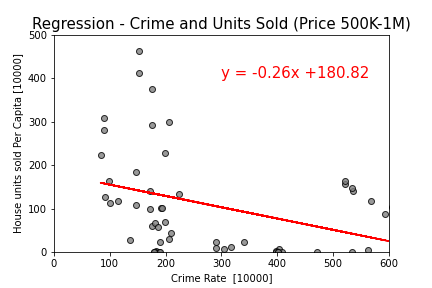 Regression - Crime and Units Sold (Price 500K-1M)
y = -0.26x +180.82
House units sold Per Capita [10000]
500
400
300
200
100
0
0 100 200 300 400 500 600
Crime Rate [10000]